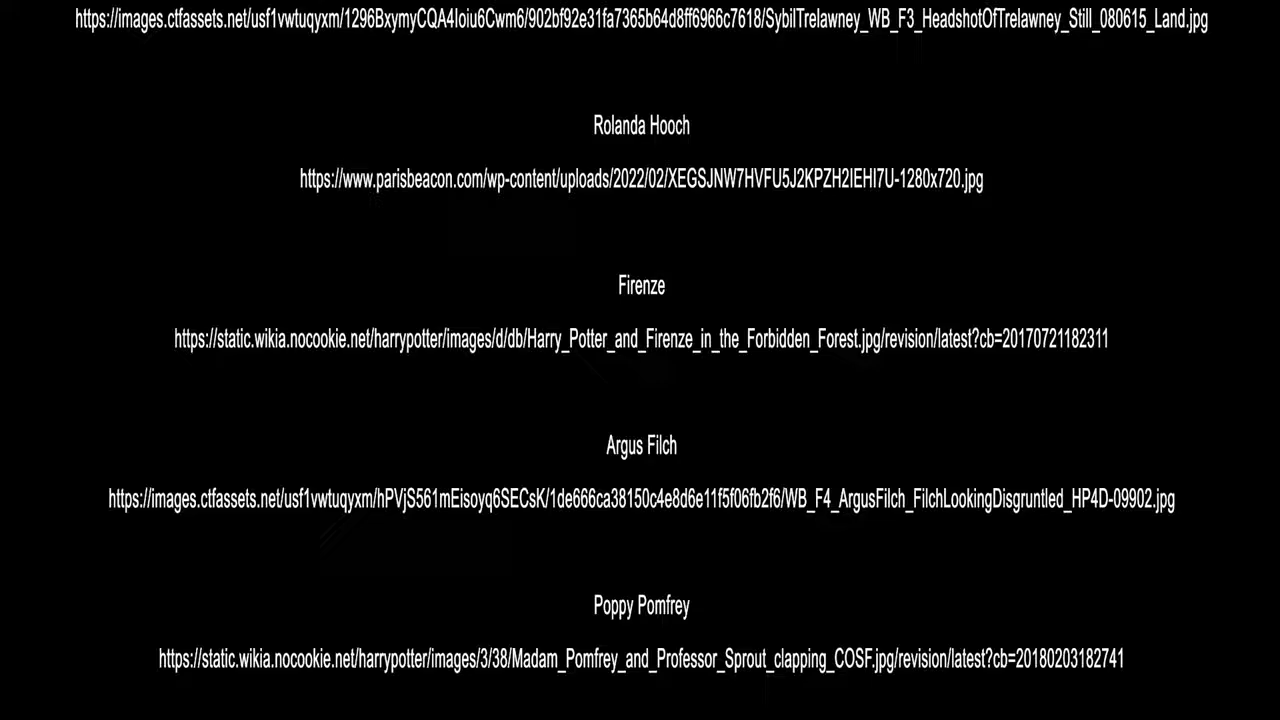 https://images.ctfassets.net/usf1vwtuqyxm/1296BxymyCQA4Ioiu6Cwm6/902bf92e31fa7365b64d8ff6966c7618/SybilTrelawney_WB_F3_HeadshotOfTrelawney_Still_080615_Land.jpg
Rolanda Hooch
https://www.parisbeacon.com/wp-content/uploads/2022/02/XEGSJNW7HVFU5J2KPZH2IEHI7U-1280x720.jpg
Firenze
https://static.wikia.nocookie.net/harrypotter/images/d/db/Harry_Potter_and_Firenze_in_the_Forbidden_Forest.jpg/revision/latest?cb=20170721182311
Argus Filch
https://images.ctfassets.net/usf1vwtuqyxm/hPVjS561mEisoyq6SECsK/1de666ca38150c4e8d6e11f5f06fb2f6/WB_F4_ArgusFilch_FilchLookingDisgruntled_HP4D-09902.jpg
Poppy Pomfrey
https://static.wikia.nocookie.net/harrypotter/images/3/38/Madam_Pomfrey_and_Professor_Sprout_clapping_COSF.jpg/revision/latest?cb=20180203182741